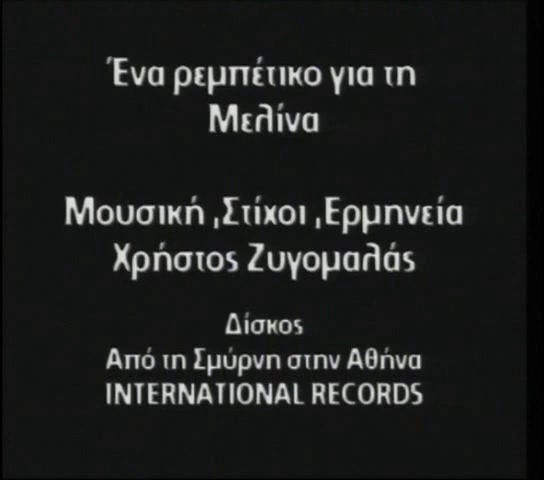 Ένα ρεμπέτικο για τη
Μελίνα
Μουσική ,Στίχοι ,Ερμηνεία
Χρήστος Ζυγομαλάς
Δίσκος
Από τη Σμύρνη στην Αθήνα
INTERNATIONAL RECORDS